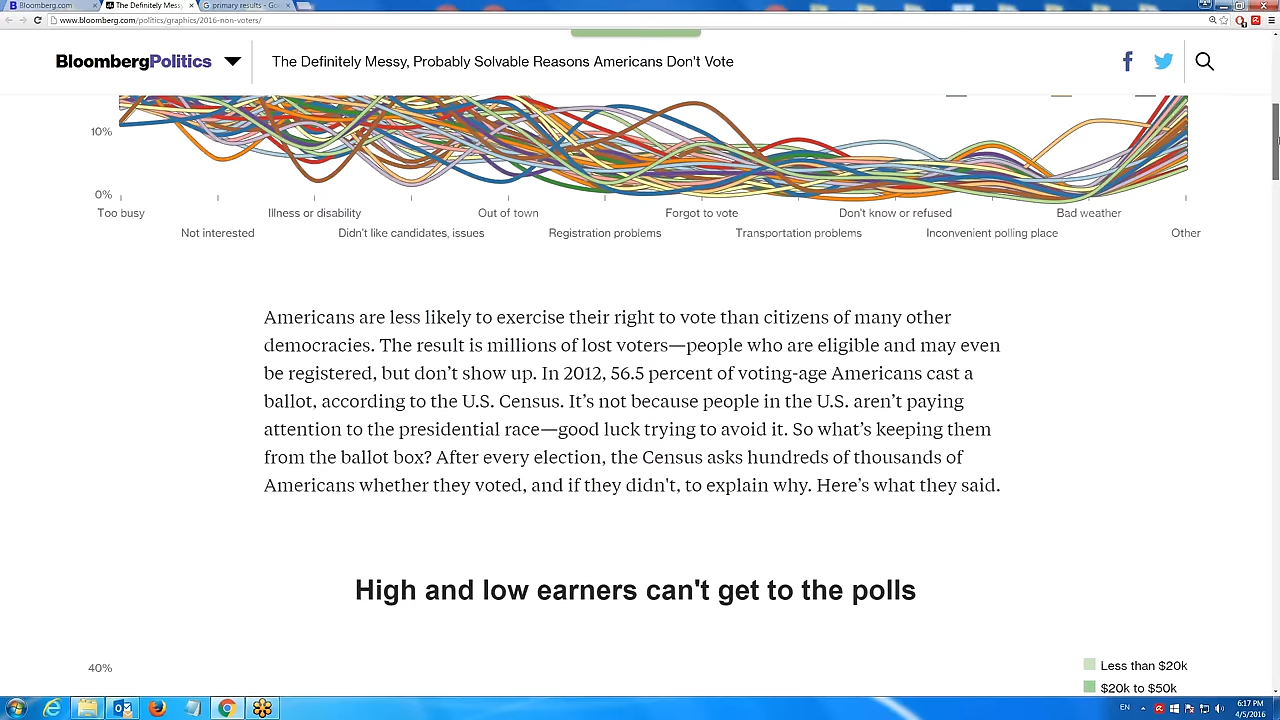 Bloomberg.com
The Definitely Mess
primary results - Go
www.bloomberg.com/politics/graphics/2016-non-voters/
BloombergPolitics
The Definitely Messy, Probably Solvable Reasons Americans Don't Vote
10%
0%
Too busy
Illness or disability
Out of town
Forgot to vote
Don't know or refused
Bad weather
Not interested
Didn't like candidates, issues
Registration problems
Transportation problems
Inconvenient polling place
Other
Americans are less likely to exercise their right to vote than citizens of many other
democracies. The result is millions of lost voters—people who are eligible and may even
be registered, but don’t show up. In 2012, 56.5 percent of voting-age Americans cast a
ballot, according to the U.S. Census. It’s not because people in the U.S. aren’t paying
attention to the presidential race—good luck trying to avoid it. So what’s keeping them
from the ballot box? After every election, the Census asks hundreds of thousands of
Americans whether they voted, and if they didn't, to explain why. Here’s what they said.
High and low earners can't get to the polls
40%
Less than $20k
$20k to $50k
EN
6:17 PM
4/5/2016